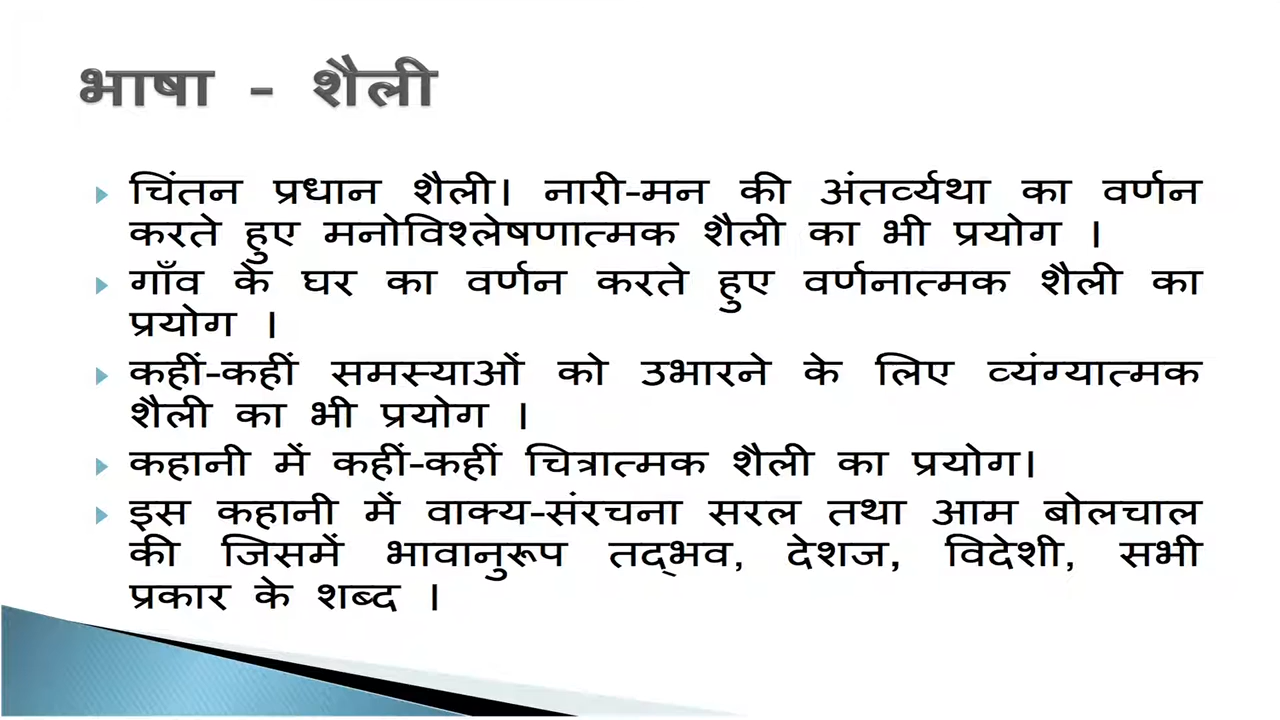 भाषा - शैली
चिंतन प्रधान शैली। नारी-मन की अंतर्व्यथा का वर्णन
करते हुए मनोविश्लेषणात्मक शैली का भी प्रयोग ।
गाँव के घर का वर्णन करते हुए वर्णनात्मक शैली का
प्रयोग ।
कहीं-कहीं समस्याओं को उभारने के लिए व्यंग्यात्मक
शैली का भी प्रयोग ।
कहानी में कहीं-कहीं चित्रात्मक शैली का प्रयोग।
इस कहानी में वाक्य-संरचना सरल तथा आम बोलचाल
की जिसमें भावानुरूप तद्भव, देशज, विदेशी, सभी
प्रकार के शब्द ।